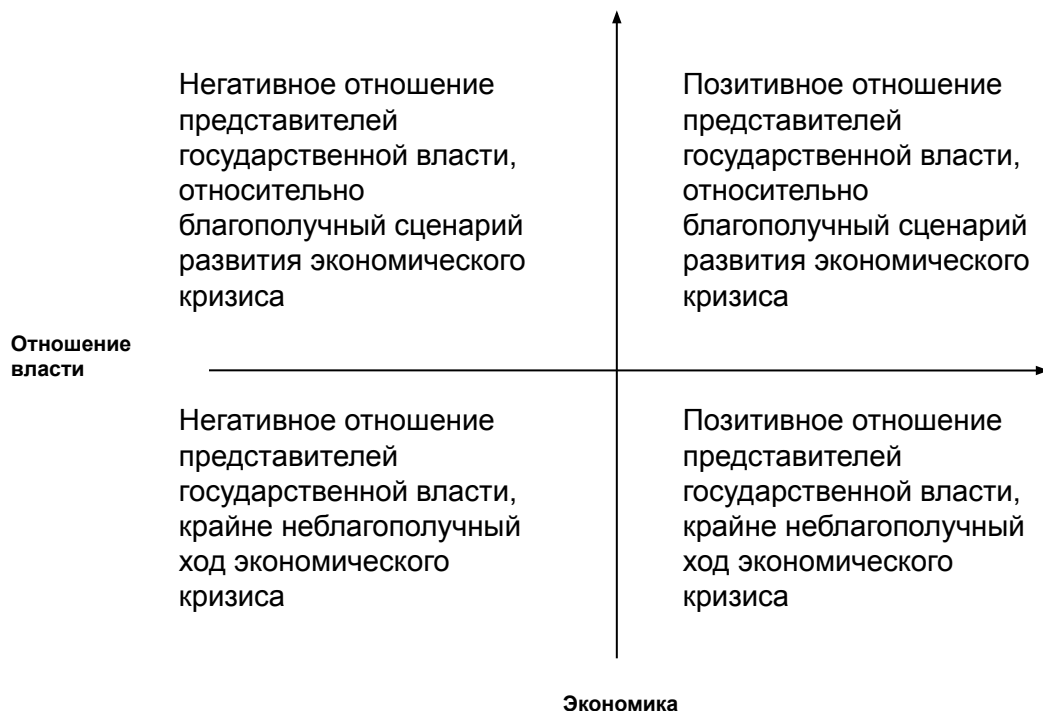 Негативное отношение
представителей
государственной власти,
относительно
благополучный сценарий
развития экономического
кризиса
Позитивное отношение
представителей
государственной власти,
относительно
благополучный сценарий
развития экономического
кризиса
Отношение
власти
Негативное отношение
представителей
государственной власти,
крайне неблагополучный
ход экономического
кризиса
Позитивное отношение
представителей
государственной власти,
крайне неблагополучный
ход экономического
кризиса
Экономика